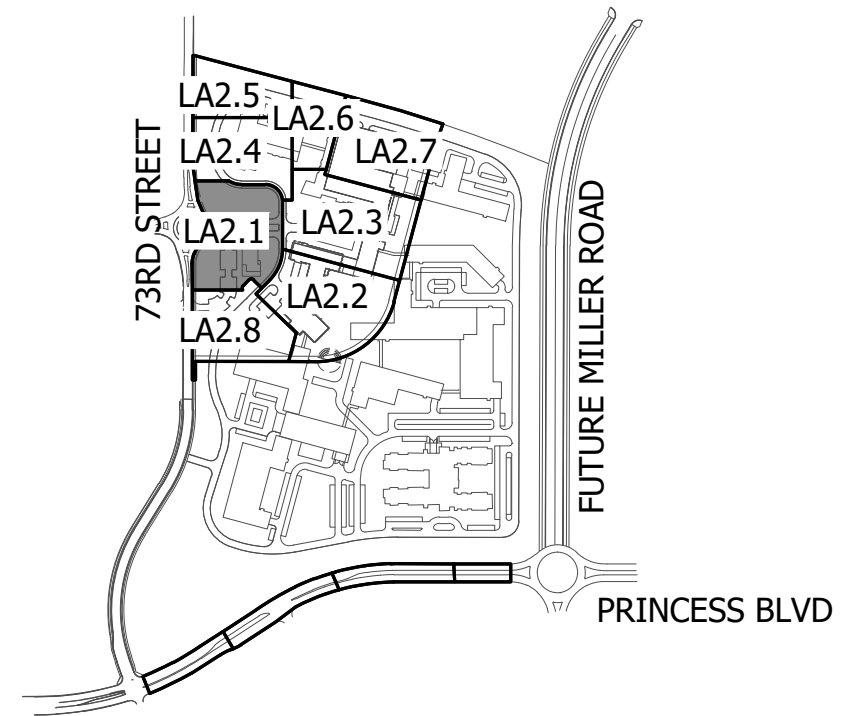 LA2.5
LA2.6
LA2.4
LA2.7
73RD STREET
LA2.1
LA2.3
LA2.2
LA2.8
FUTURE MILLER ROAD
PRINCESS BLVD